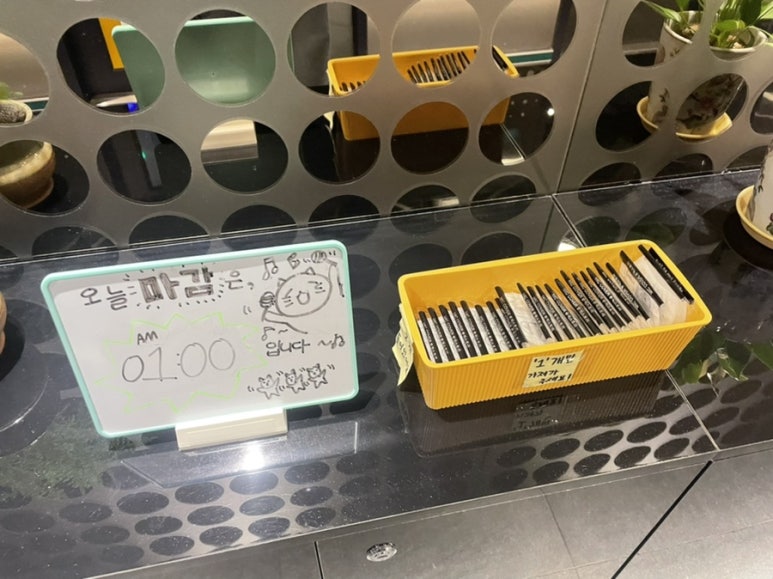 오늘 마감은,
AM
01:00
입니다 ~
'1'개만
가져가
주세요!